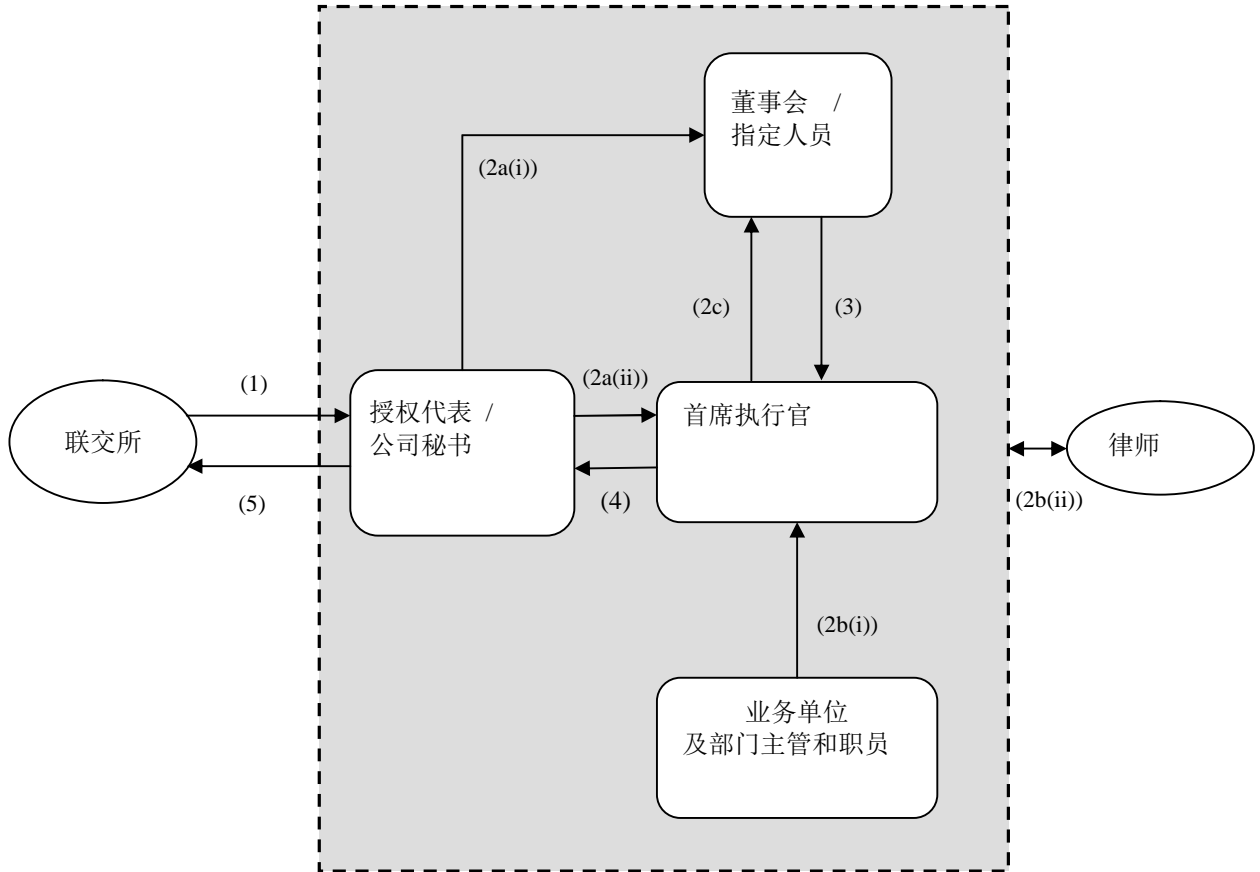 董事会 /
指定人员
(2a(i))
(2c)
(3)
(1)
(2a(ii))
联交所
授权代表 /
公司秘书
首席执行官
律师
(5)
(4)
(2b(ii))
(2b(i))
业务单位
及部门主管和职员